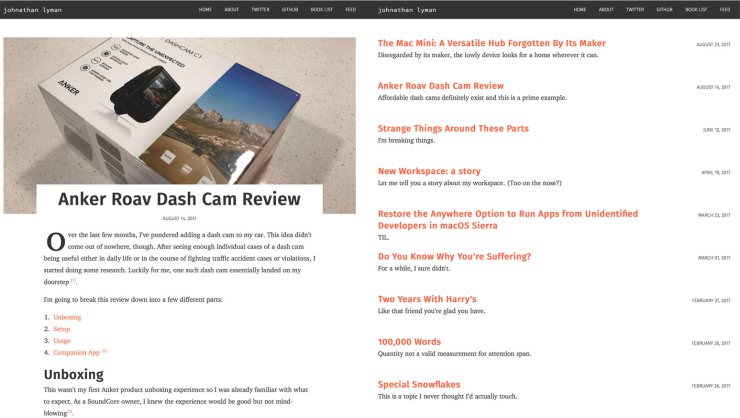 johnathan lyman
HOME ABOUT TWITTER GITHUB BOOK LIST FEED
CAPTURE THE UNEXPECTED
DASHCAM C1
Anker Roav Dash Cam Review
AUGUST 14, 2017
Over the last few months, I've pondered adding a dash cam to my car. This idea didn't
come out of nowhere, though. After seeing enough individual cases of a dash cam
being useful either in daily life or in the course of fighting traffic accident cases or violations, I
started doing some research. Luckily for me, one such dash cam essentially landed on my
doorstep [1].
I'm going to break this review down into a few different parts:
1. Unboxing
2. Setup
3. Usage
4. Companion App [2]
Unboxing
This wasn't my first Anker product unboxing experience so I was already familiar with what
to expect. As a SoundCore owner, I knew the experience would be good but not mind-
blowing[3].
johnathan lyman
HOME ABOUT TWITTER GITHUB BOOK LIST FEED
The Mac Mini: A Versatile Hub Forgotten By Its Maker
AUGUST 23, 2017
Disregarded by its maker, the lowly device looks for a home wherever it can.
Anker Roav Dash Cam Review
AUGUST 14, 2017
Affordable dash cams definitely exist and this is a prime example.
Strange Things Around These Parts
JUNE 12, 2017
I'm breaking things.
New Workspace: a story
APRIL 19, 2017
Let me tell you a story about my workspace. (Too on the nose?)
Restore the Anywhere Option to Run Apps from Unidentified
Developers in macOS Sierra
MARCH 23, 2017
TIL.
Do You Know Why You're Suffering?
MARCH 01, 2017
For a while, I sure didn't.
Two Years With Harry's
FEBRUARY 27, 2017
Like that friend you're glad you have.
100,000 Words
FEBRUARY 26, 2017
Quantity not a valid measurement for attention span.
Special Snowflakes
FEBRUARY 18, 2017
This is a topic I never thought I'd actually touch.